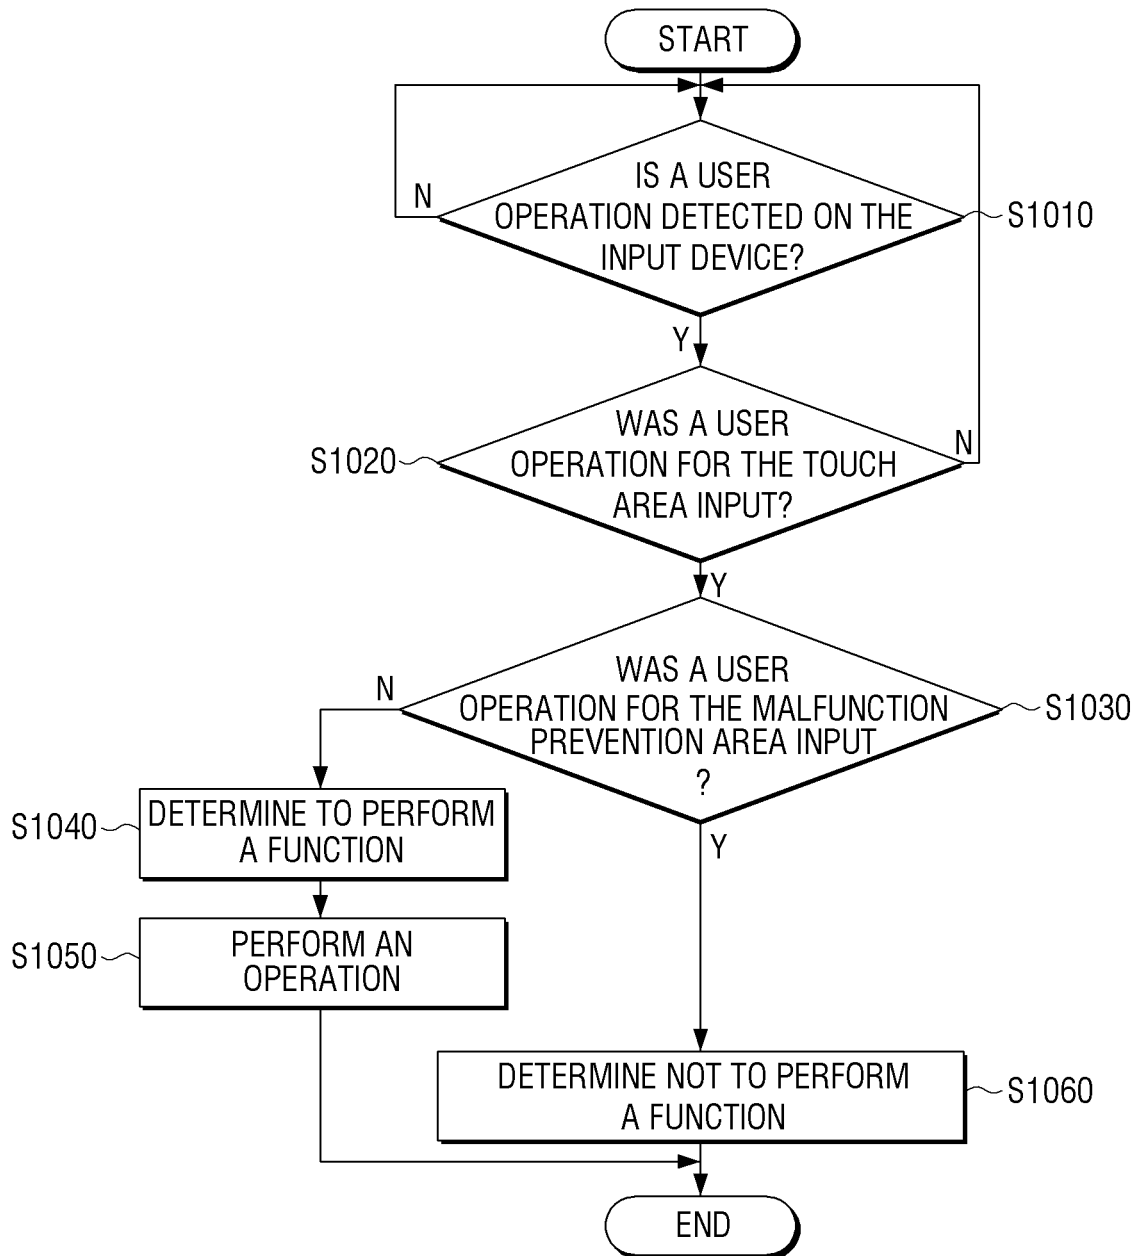 START
IS A USER
OPERATION DETECTED ON THE
INPUT DEVICE?
N
S1010
Y
WAS A USER
OPERATION FOR THE TOUCH
AREA INPUT?
N
S1020
Y
WAS A USER
OPERATION FOR THE MALFUNCTION
PREVENTION AREA INPUT
?
N
S1030
Y
DETERMINE TO PERFORM
A FUNCTION
S1040
PERFORM AN
OPERATION
S1050
DETERMINE NOT TO PERFORM
A FUNCTION
S1060
END